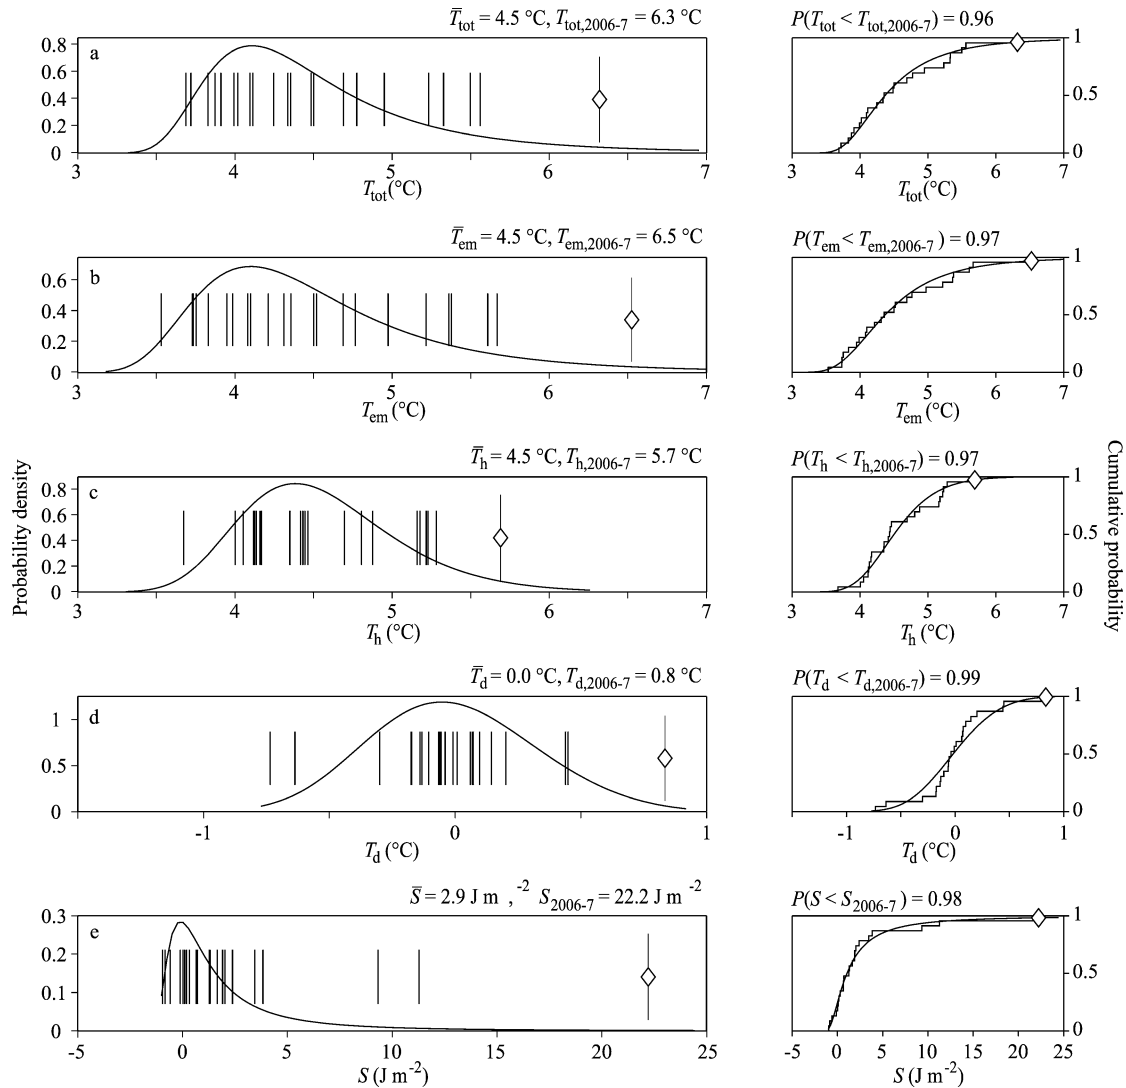 T̅tot = 4.5 °C, Ttot,2006-7 = 6.3 °C
P(Ttot < Ttot,2006-7) = 0.96
a
0.8
0.6
0.4
0.2
0
3 4 5 6 7
Ttot(°C)
1
0.5
0
3 4 5 6 7
Ttot(°C)
T̅em = 4.5 °C, Tem,2006-7 = 6.5 °C
P(Tem < Tem,2006-7) = 0.97
b
0.6
0.4
0.2
0
3 4 5 6 7
Tem (°C)
1
0.5
0
3 4 5 6 7
Tem (°C)
Probability density
T̅h = 4.5 °C, Th,2006-7 = 5.7 °C
P(Th < Th,2006-7) = 0.97
c
0.8
0.6
0.4
0.2
0
3 4 5 6 7
Th (°C)
1
0.5
0
3 4 5 6 7
Th (°C)
Cumulative probability
T̅d = 0.0 °C, Td,2006-7 = 0.8 °C
P(Td < Td,2006-7) = 0.99
d
1
0.5
0
-1 0 1
Td (°C)
1
0.5
0
-1 0 1
Td (°C)
S̅ = 2.9 J m ,-2 S2006-7 = 22.2 J m-2
P(S < S2006-7 ) = 0.98
e
0.3
0.2
0.1
0
-5 0 5 10 15 20 25
S (J m-2)
1
0.5
0
-5 0 5 10 15 20 25
S (J m-2)